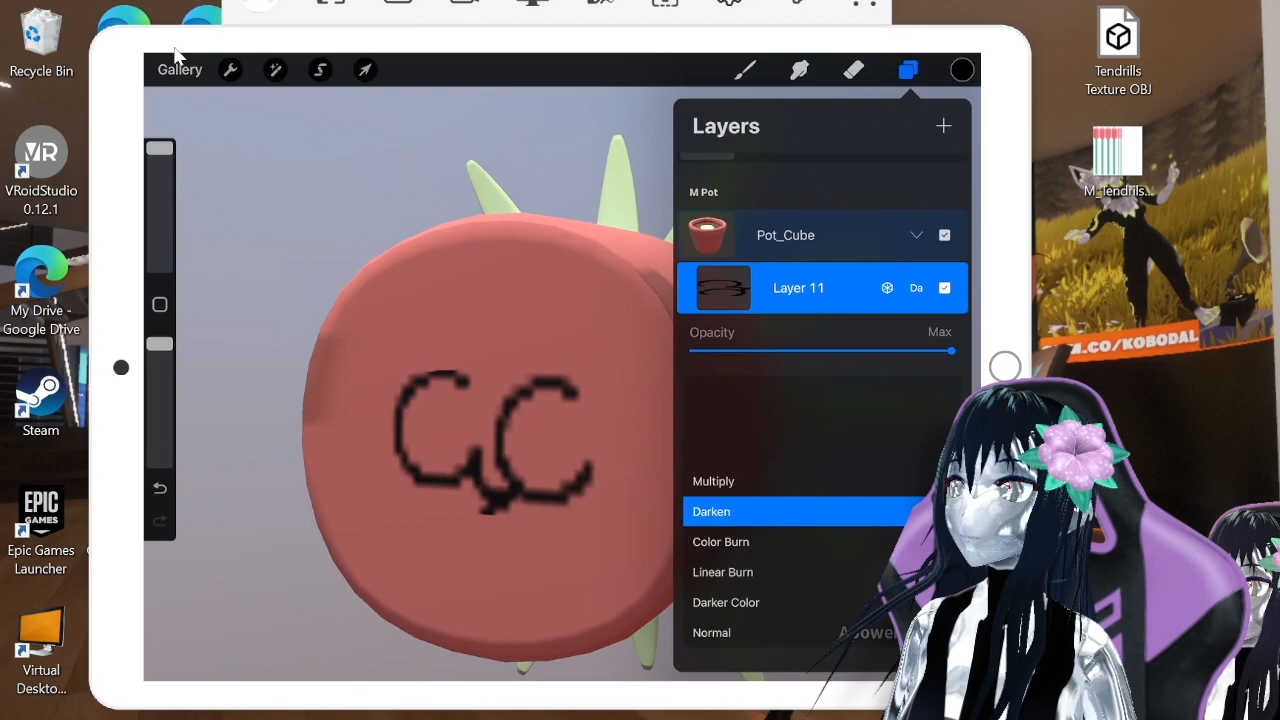 Recycle Bin
VRoidStudio
0.12.1
My Drive -
Google Drive
Steam
EPIC
GAMES
Epic Games
Launcher
Virtual
Deskto...
Gallery
CC
Layers
M Pot
Pot_Cube
Layer 11
Da
Opacity
Max
Multiply
Darken
Color Burn
Linear Burn
Darker Color
Normal
Tendrills
Texture OBJ
M_Tendrils...
.COM/KOBODAL